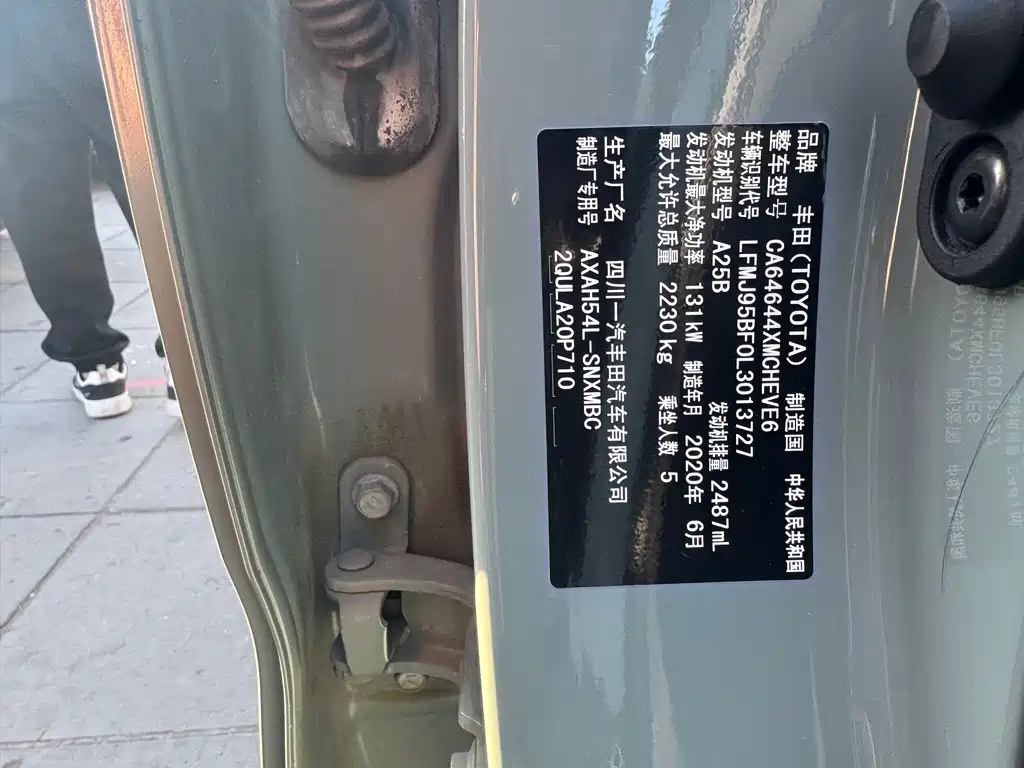 品牌 丰田(TOYOTA) 制造国 中华人民共和国
整车型号 CA64644XMCHEVE6
车辆识别代号 LFMJ95BF0L3013727
发动机型号 A25B 发动机排量 2487mL
发动机最大净功率 131kW 制造年月 2020年 6月
最大允许总质量 2230kg 乘坐人数 5
生产厂名 四川一汽丰田汽车有限公司
制造厂专用号 AXAH54L-SNXMBC
2QULA20P710